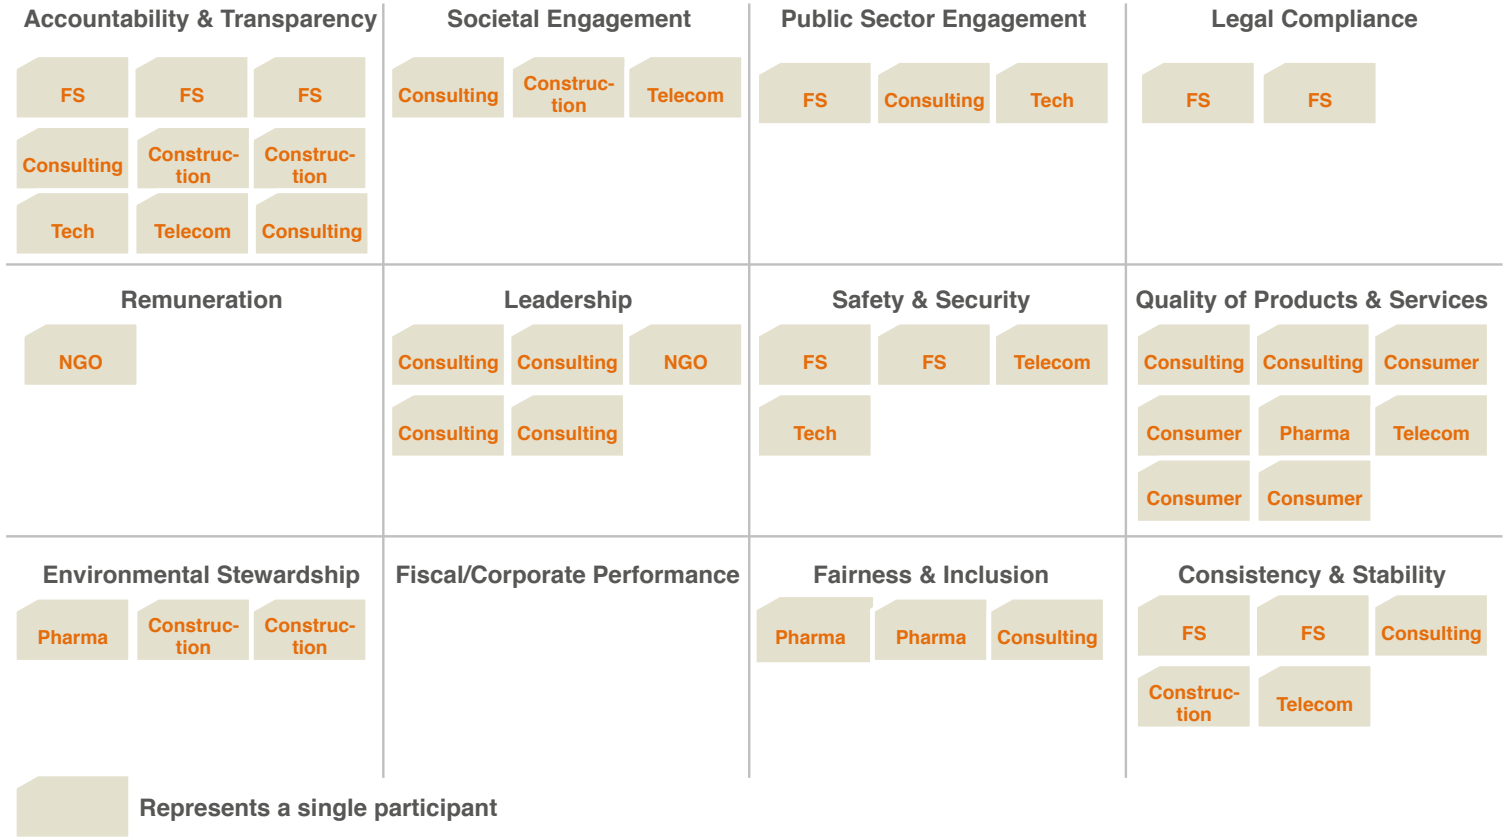 Accountability & Transparency
FS
FS
FS
Consulting
Construc-
tion
Construc-
tion
Tech
Telecom
Consulting
Societal Engagement
Consulting
Construc-
tion
Telecom
Public Sector Engagement
FS
Consulting
Tech
Legal Compliance
FS
FS
Remuneration
NGO
Leadership
Consulting
Consulting
NGO
Consulting
Consulting
Safety & Security
FS
FS
Telecom
Tech
Quality of Products & Services
Consulting
Consulting
Consumer
Consumer
Pharma
Telecom
Consumer
Consumer
Environmental Stewardship
Pharma
Construc-
tion
Construc-
tion
Fiscal/Corporate Performance
Fairness & Inclusion
Pharma
Pharma
Consulting
Consistency & Stability
FS
FS
Consulting
Construc-
tion
Telecom
Represents a single participant